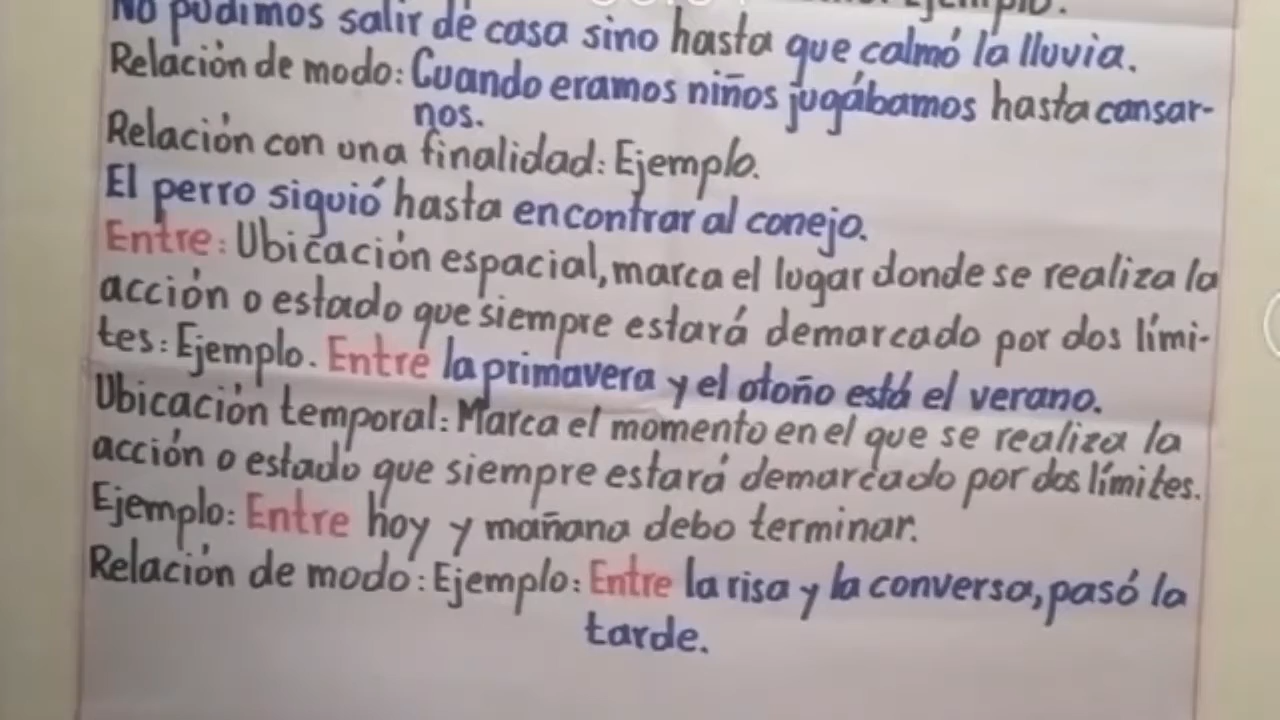 Ejemplo.
No pudimos salir de casa sino hasta que calmó la lluvia.
Relación de modo: Cuando eramos niños jugábamos hasta cansar-
nos.
Relación con una finalidad: Ejemplo.
El perro siguió hasta encontrar al conejo.
Entre: Ubicación espacial, marca el lugar donde se realiza la
acción o estado que siempre estará demarcado por dos lími-
tes: Ejemplo. Entre la primavera y el otoño está el verano.
Ubicación temporal: Marca el momento en el que se realiza la
acción o estado que siempre estará demarcado por dos límites.
Ejemplo: Entre hoy y mañana debo terminar.
Relación de modo: Ejemplo: Entre la risa y la conversa, pasó la
tarde.